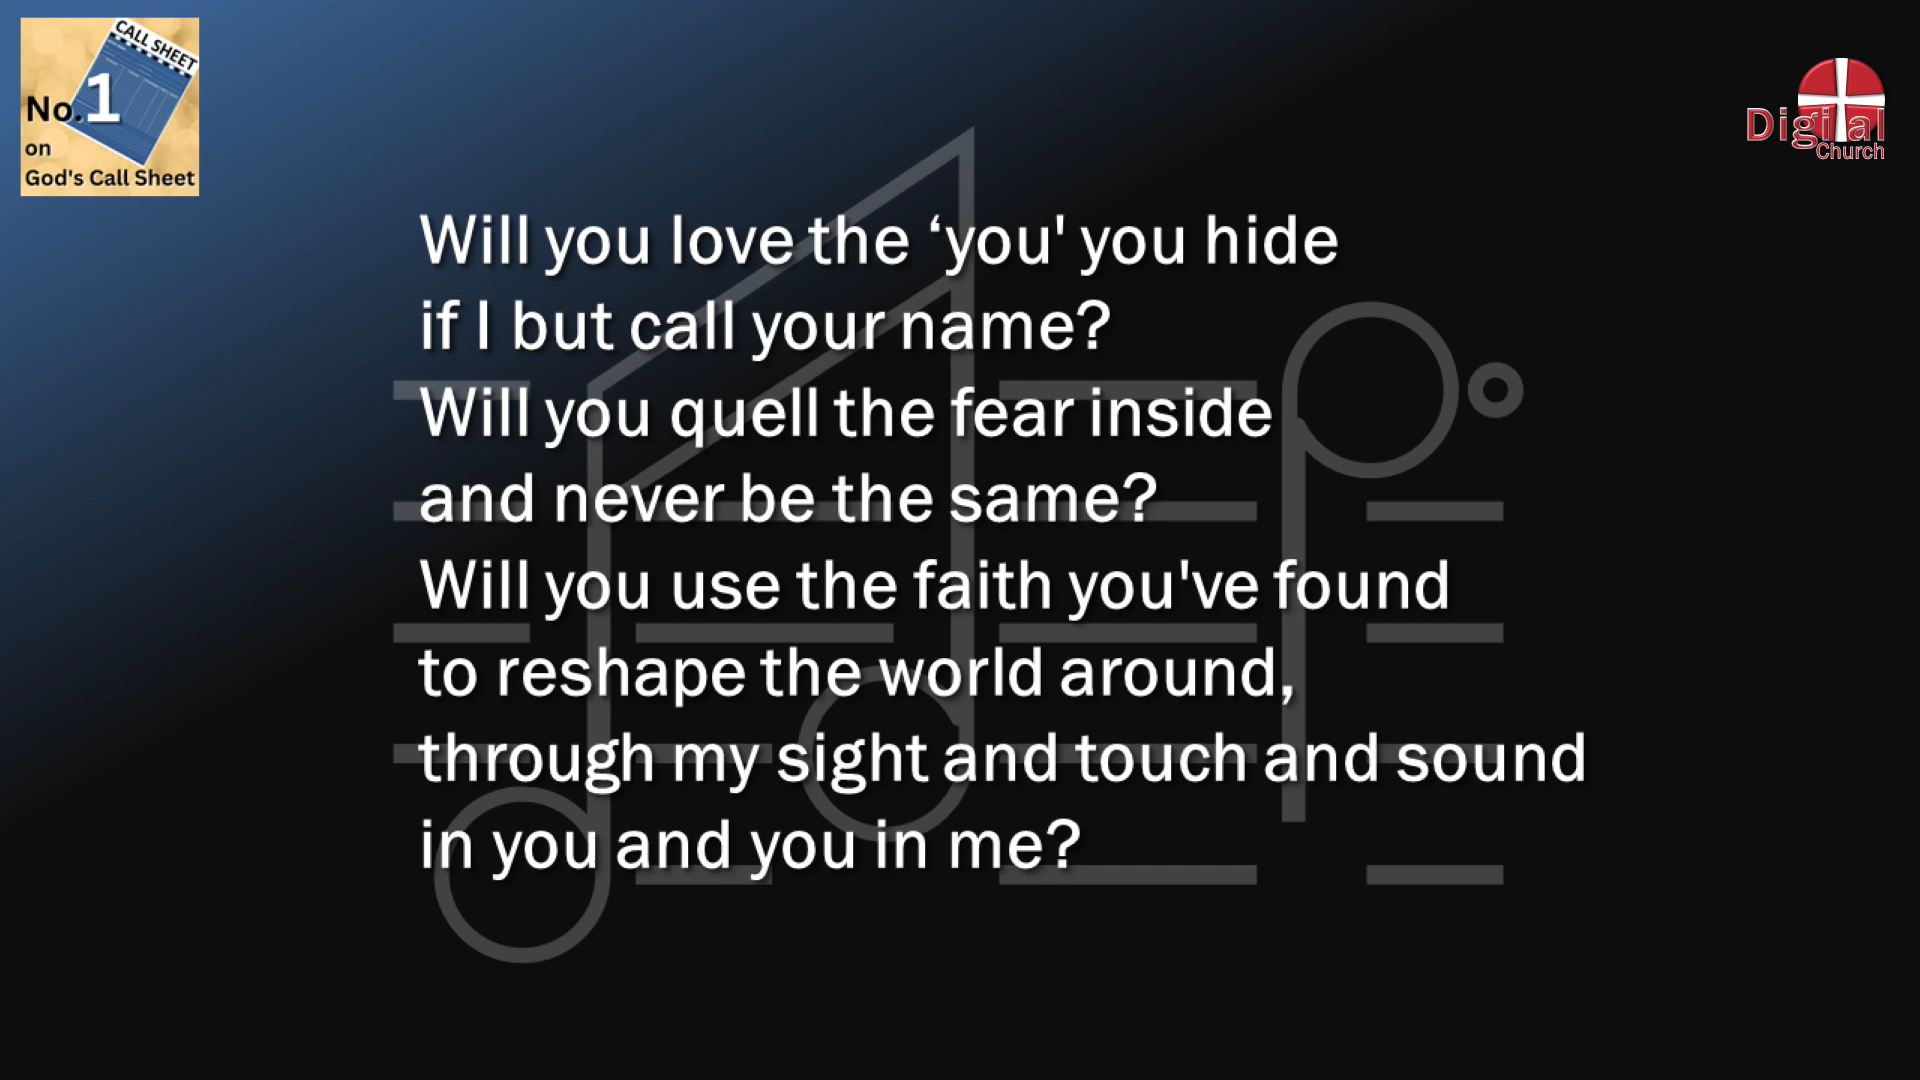 CALL SHEET
No.1
on
God's Call Sheet
Digital
Church
Will you love the ‘you' you hide
if I but call your name?
Will you quell the fear inside
and never be the same?
Will you use the faith you've found
to reshape the world around,
through my sight and touch and sound
in you and you in me?